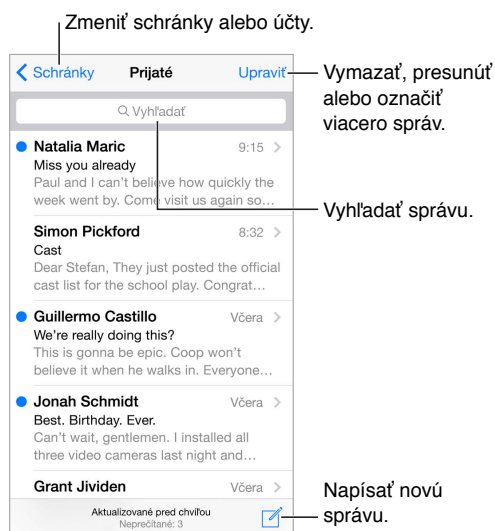 Zmeniť schránky alebo účty.
Schránky Prijaté Upraviť
Vymazať, presunúť
alebo označiť
viacero správ.
Vyhľadať
Natalia Maric 9:15
Miss you already
Paul and I can't believe how quickly the
week went by. Come visit us again so...
Vyhľadať správu.
Simon Pickford 8:32
Cast
Dear Stefan, They just posted the official
cast list for the school play. Congrat...
Guillermo Castillo Včera
We're really doing this?
This is gonna be epic. Coop won't
believe it when he walks in. Everyone...
Jonah Schmidt Včera
Best. Birthday. Ever.
Can't wait, gentlemen. I installed all
three video cameras last night and...
Grant Jividen Včera
Aktualizované pred chvíľou
Neprečítané: 3
Napísať novú
správu.